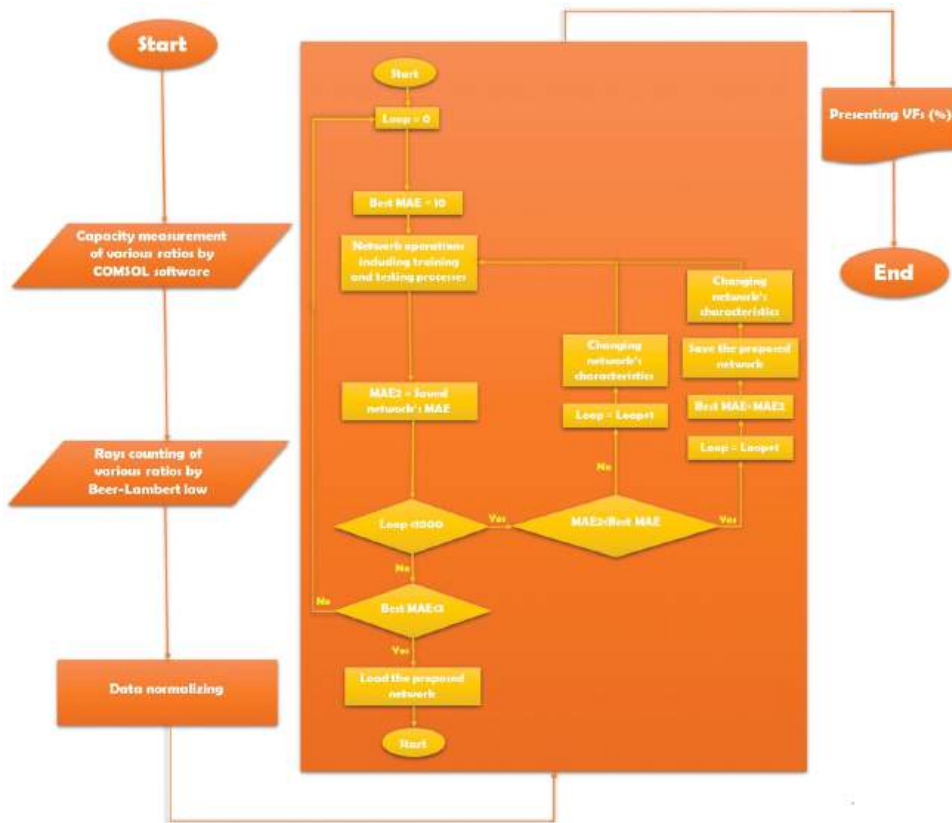 Start
Capacity measurement
of various ratios by
COMSOL software
Rays counting of
various ratios by
Beer-Lambert law
Data normalizing
Start
Loop = 0
Best MAE = 10
Network operations
including training
and testing processes
MAE2 = Saved
network's MAE
Loop <1000
Yes
No
Best MAE<3
No
Yes
Load the proposed
network
Start
MAE2<Best MAE
No
Yes
Loop = Loop+1
Changing
network's
characteristics
Loop = Loop+1
Best MAE=MAE2
Save the proposed
network
Changing
network's
characteristics
Presenting VFs (%)
End